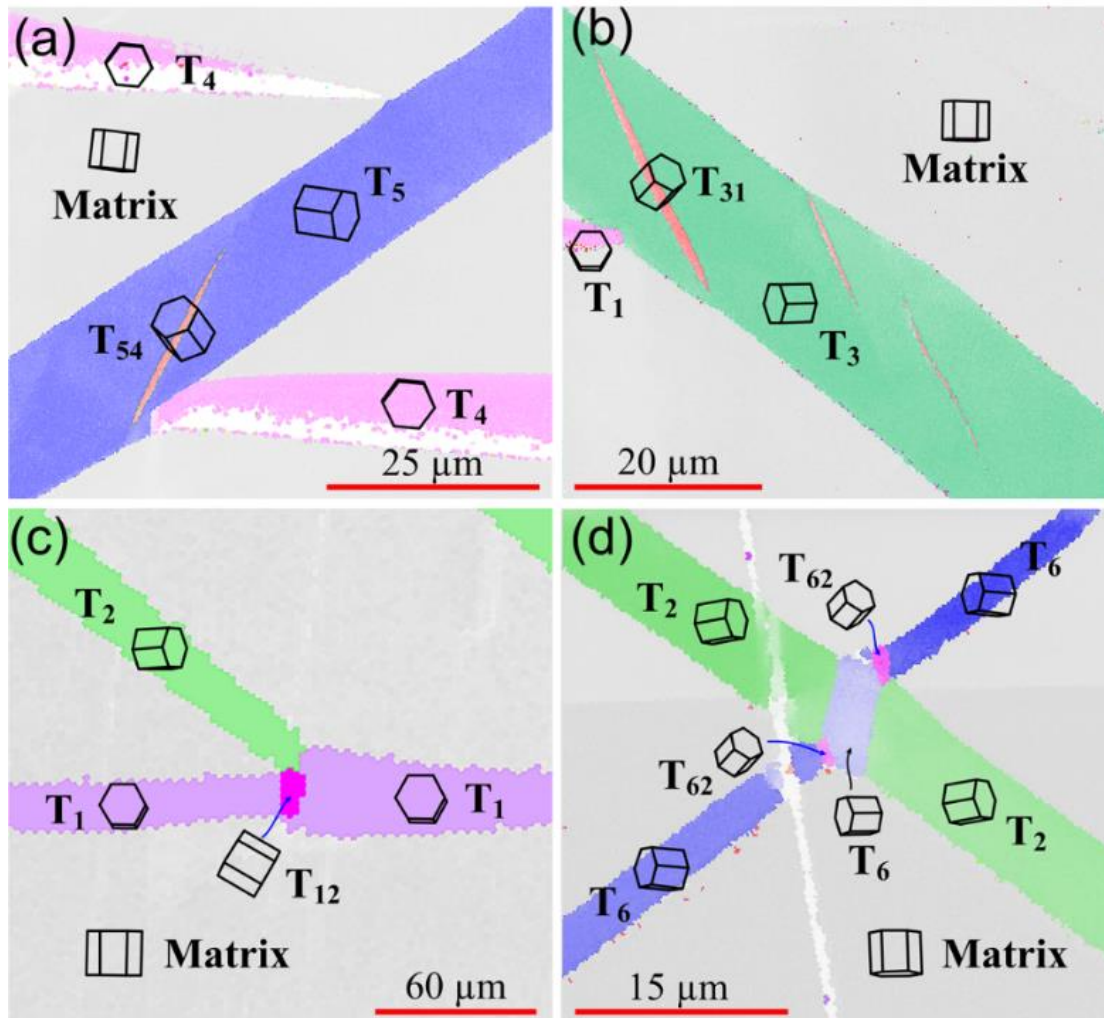 (a)
T4
Matrix
T5
T54
T4
25 µm
(b)
Matrix
T31
T1
T3
20 µm
(c)
T2
T1
T1
T12
Matrix
60 µm
(d)
T62
T6
T2
T62
T6
T2
T6
Matrix
15 µm